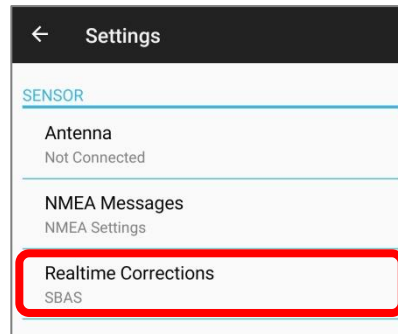 Settings
SENSOR
Antenna
Not Connected
NMEA Messages
NMEA Settings
Realtime Corrections
SBAS